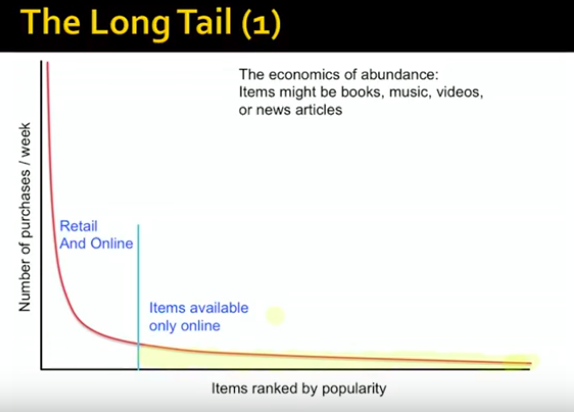 The Long Tail (1)
The economics of abundance:
Items might be books, music, videos,
or news articles
Number of purchases / week
Retail
And Online
Items available
only online
Items ranked by popularity